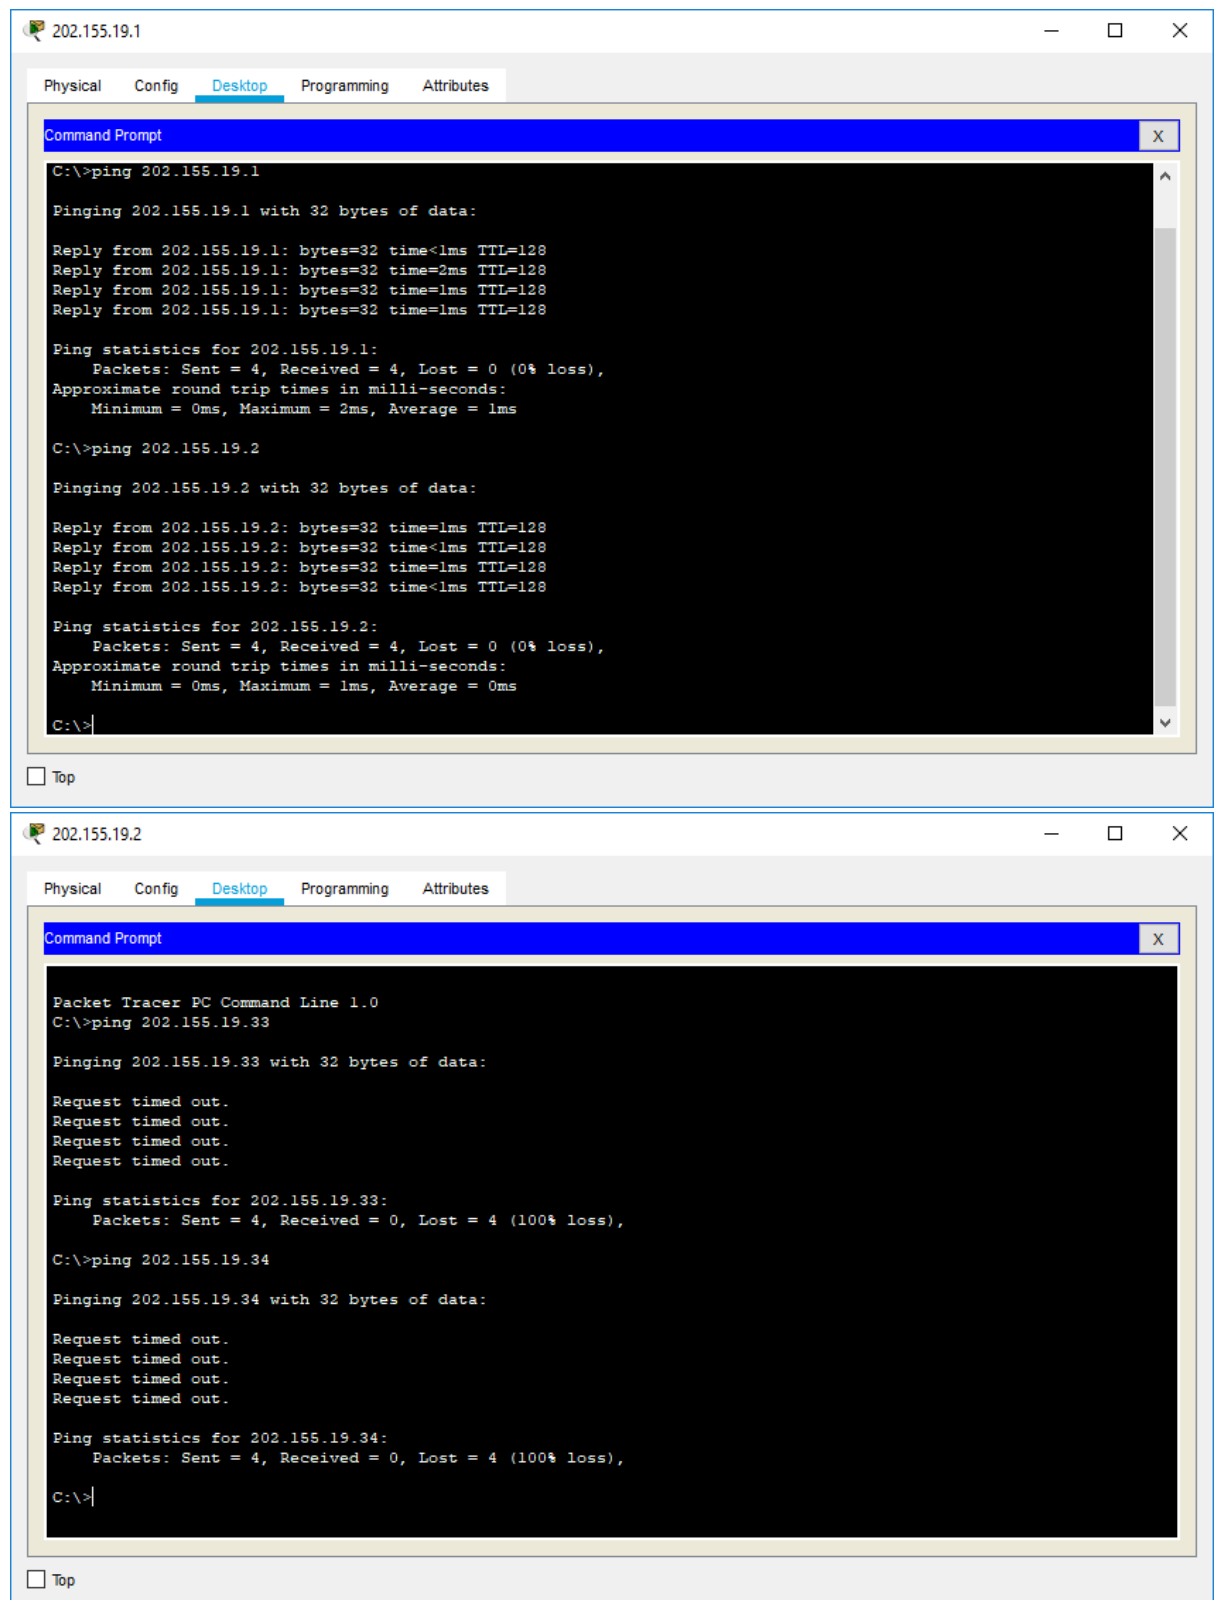 202.155.19.1
Physical Config Desktop Programming Attributes
Command Prompt X
C:\>ping 202.155.19.1
Pinging 202.155.19.1 with 32 bytes of data:
Reply from 202.155.19.1: bytes=32 time<1ms TTL=128
Reply from 202.155.19.1: bytes=32 time=2ms TTL=128
Reply from 202.155.19.1: bytes=32 time=1ms TTL=128
Reply from 202.155.19.1: bytes=32 time=1ms TTL=128
Ping statistics for 202.155.19.1:
Packets: Sent = 4, Received = 4, Lost = 0 (0% loss),
Approximate round trip times in milli-seconds:
Minimum = 0ms, Maximum = 2ms, Average = 1ms
C:\>ping 202.155.19.2
Pinging 202.155.19.2 with 32 bytes of data:
Reply from 202.155.19.2: bytes=32 time=1ms TTL=128
Reply from 202.155.19.2: bytes=32 time<1ms TTL=128
Reply from 202.155.19.2: bytes=32 time=1ms TTL=128
Reply from 202.155.19.2: bytes=32 time<1ms TTL=128
Ping statistics for 202.155.19.2:
Packets: Sent = 4, Received = 4, Lost = 0 (0% loss),
Approximate round trip times in milli-seconds:
Minimum = 0ms, Maximum = 1ms, Average = 0ms
C:\>
Top
202.155.19.2
Physical Config Desktop Programming Attributes
Command Prompt X
Packet Tracer PC Command Line 1.0
C:\>ping 202.155.19.33
Pinging 202.155.19.33 with 32 bytes of data:
Request timed out.
Request timed out.
Request timed out.
Request timed out.
Ping statistics for 202.155.19.33:
Packets: Sent = 4, Received = 0, Lost = 4 (100% loss),
C:\>ping 202.155.19.34
Pinging 202.155.19.34 with 32 bytes of data:
Request timed out.
Request timed out.
Request timed out.
Request timed out.
Ping statistics for 202.155.19.34:
Packets: Sent = 4, Received = 0, Lost = 4 (100% loss),
C:\>
Top